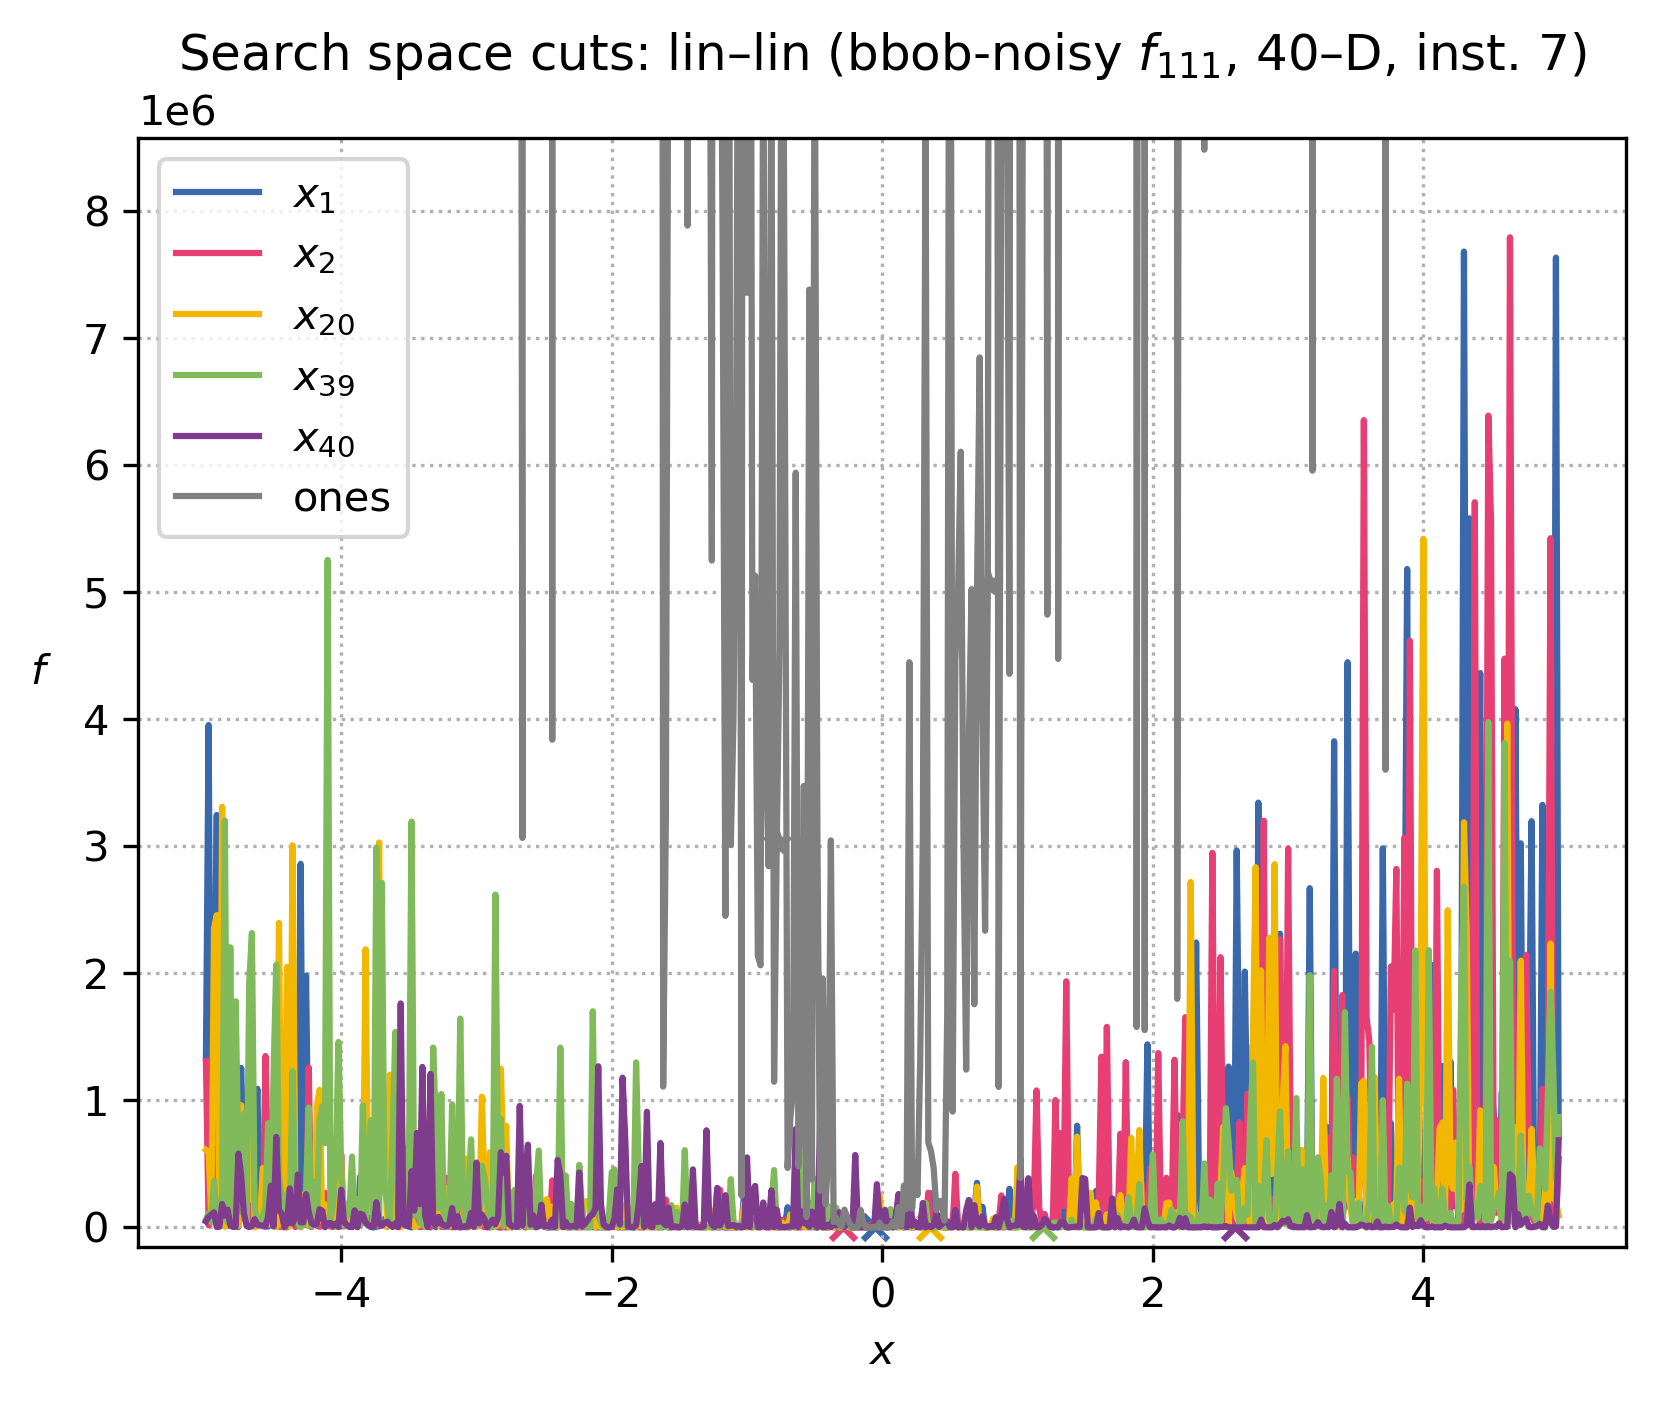 Search space cuts: lin–lin (bbob-noisy f₁₁₁, 40–D, inst. 7)
1e6
x₁
x₂
x₂₀
x₃₉
x₄₀
ones
8
7
6
5
4
3
2
1
0
f
−4 −2 0 2 4
x